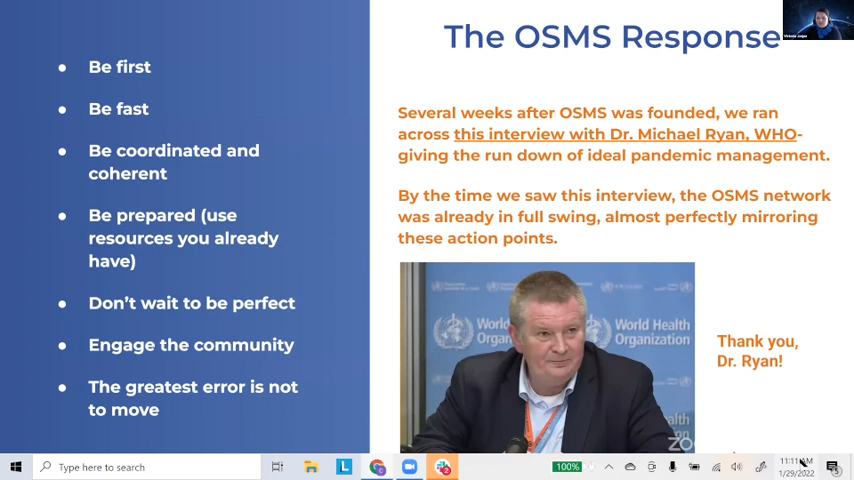 The OSMS Response
● Be first
● Be fast
● Be coordinated and
coherent
● Be prepared (use
resources you already
have)
● Don't wait to be perfect
● Engage the community
● The greatest error is not
to move
Several weeks after OSMS was founded, we ran
across this interview with Dr. Michael Ryan, WHO-
giving the run down of ideal pandemic management.
By the time we saw this interview, the OSMS network
was already in full swing, almost perfectly mirroring
these action points.
World Health
Organization
Thank you,
Dr. Ryan!
Type here to search
100%
11:11 AM
1/29/2022